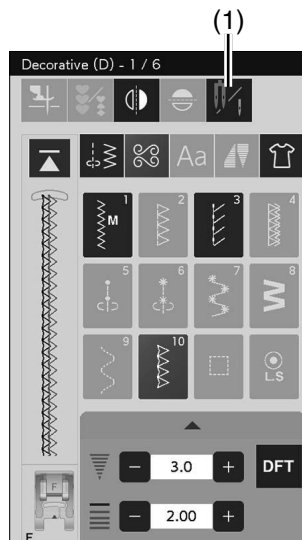 (1)
Decorative (D) - 1 / 6
Aa
1 2 3 4
M
5 6 7 8
W
9 10
L.S
3.0
DFT
F
2.00
F